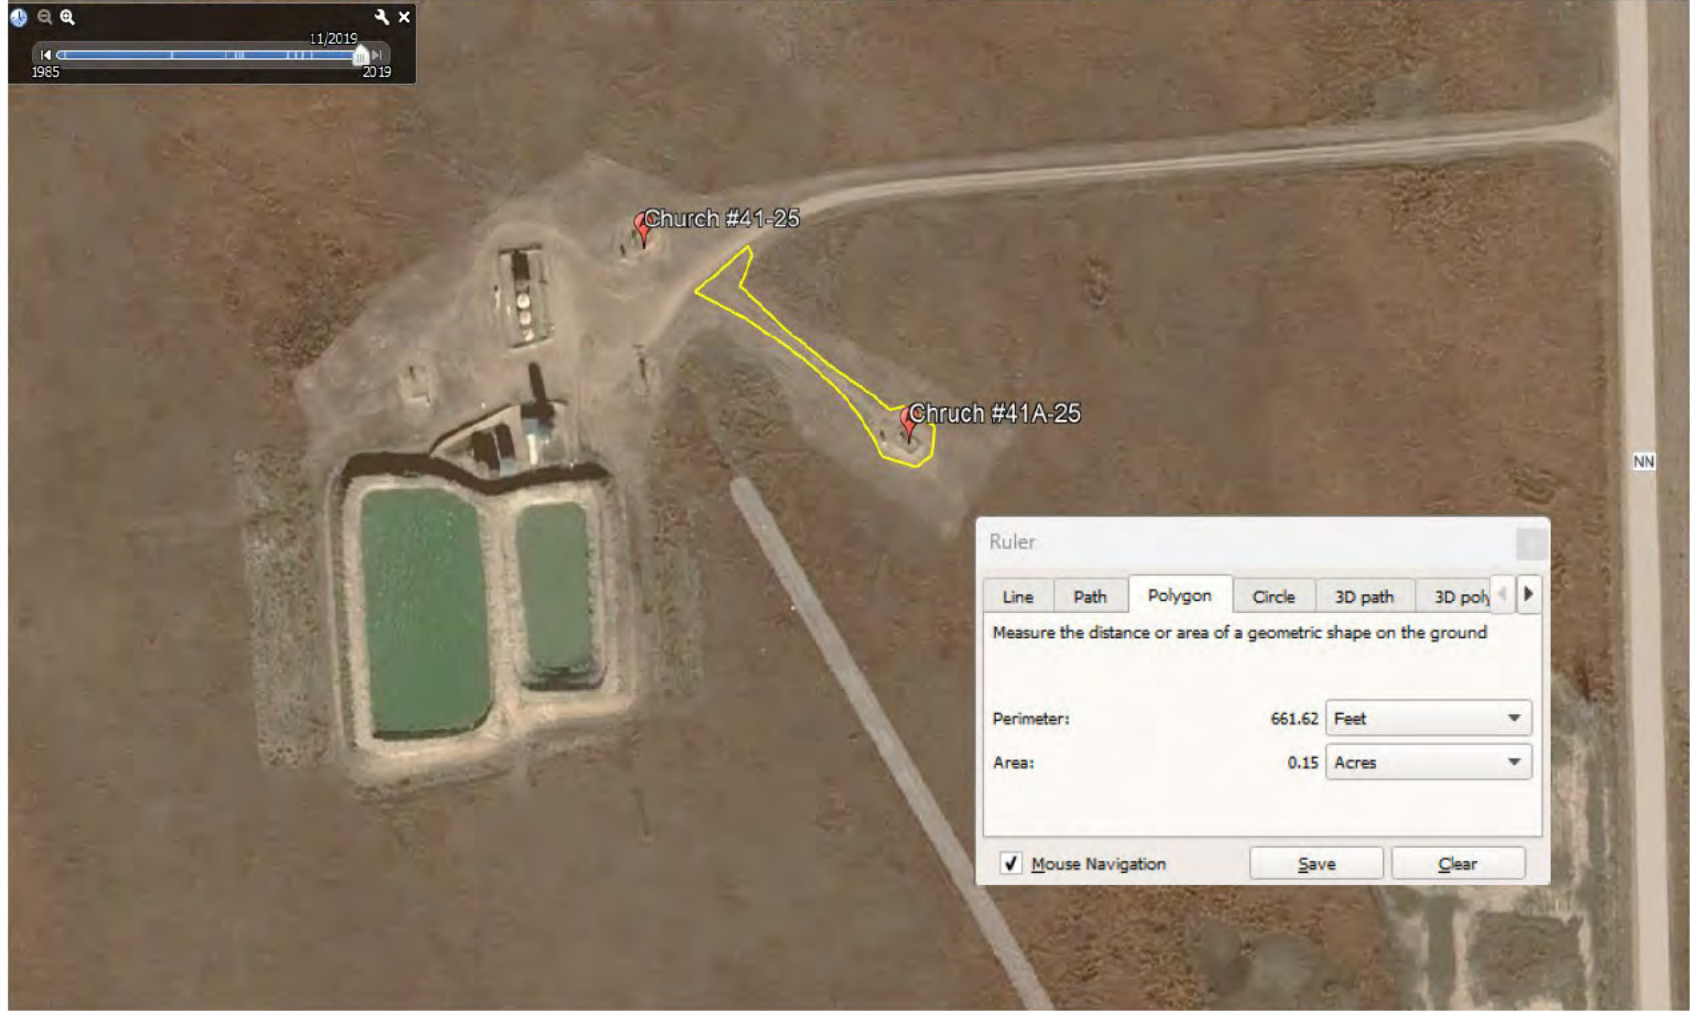 11/2019
1985
2019
Church #41-25
Chruch #41A-25
NN
Ruler
Line Path Polygon Circle 3D path 3D poly
Measure the distance or area of a geometric shape on the ground
Perimeter: 661.62 Feet
Area: 0.15 Acres
Mouse Navigation Save Clear